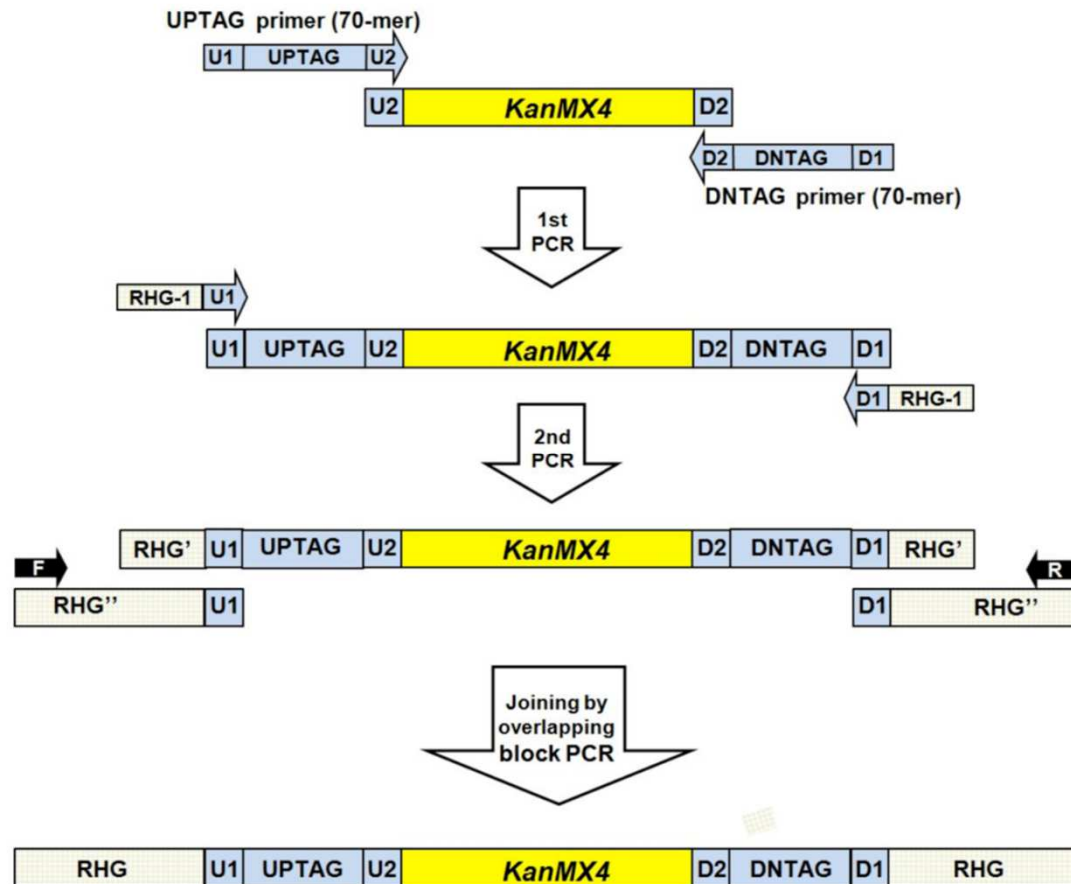 UPTAG primer (70-mer)
U1 UPTAG U2
U2 KanMX4 D2
D2 DNTAG D1
DNTAG primer (70-mer)
1st
PCR
RHG-1 U1
U1 UPTAG U2 KanMX4 D2 DNTAG D1
D1 RHG-1
2nd
PCR
RHG' U1 UPTAG U2 KanMX4 D2 DNTAG D1 RHG'
F R
RHG'' U1 D1 RHG''
Joining by
overlapping
block PCR
RHG U1 UPTAG U2 KanMX4 D2 DNTAG D1 RHG